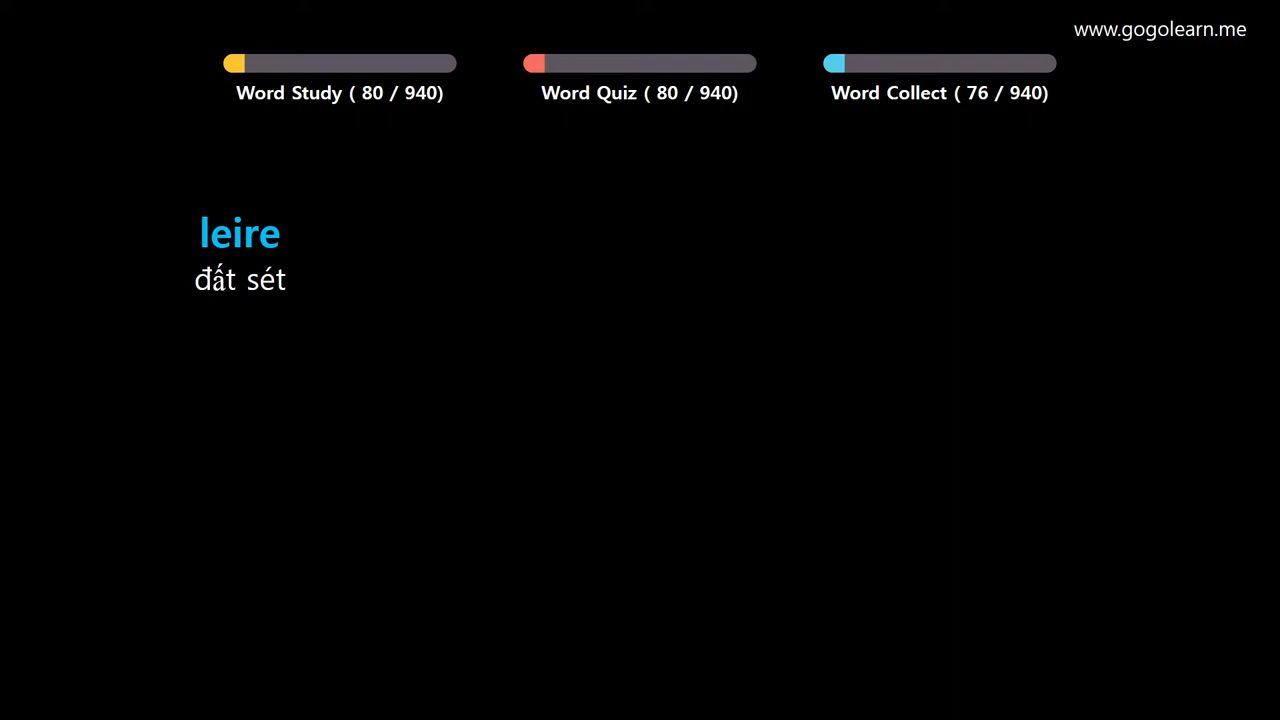 www.gogolearn.me
Word Study ( 80 / 940)
Word Quiz ( 80 / 940)
Word Collect ( 76 / 940)
leire
đất sét